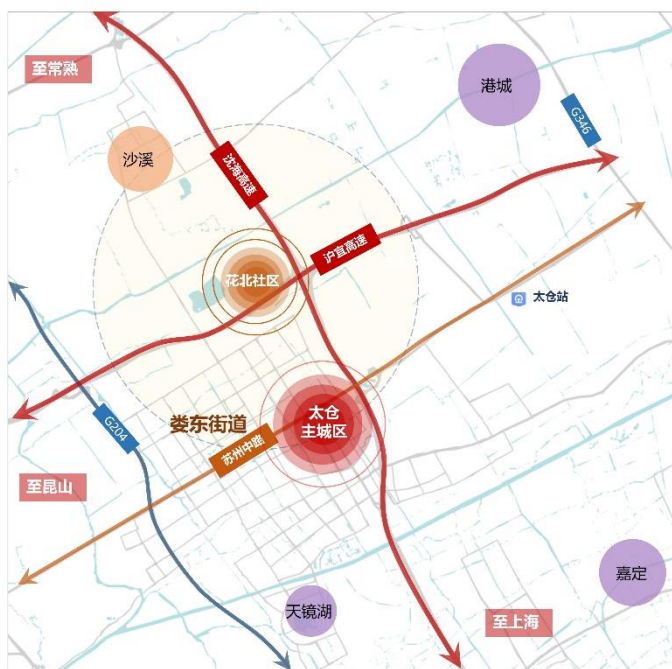 至常熟
港城
G346
沙溪
沈海高速
沪宜高速
花北社区
太仓站
太仓
主城区
娄东街道
G204
苏州中路
至昆山
嘉定
天镜湖
至上海